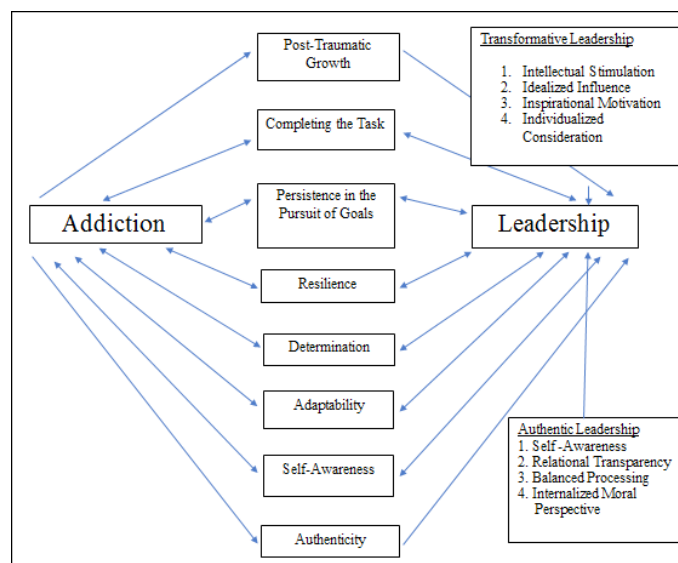 Post-Traumatic
Growth
Transformative Leadership
1. Intellectual Stimulation
2. Idealized Influence
3. Inspirational Motivation
4. Individualized
Consideration
Completing the Task
Addiction
Persistence in the
Pursuit of Goals
Leadership
Resilience
Determination
Adaptability
Self-Awareness
Authenticity
Authentic Leadership
1. Self -Awareness
2. Relational Transparency
3. Balanced Processing
4. Internalized Moral
Perspective